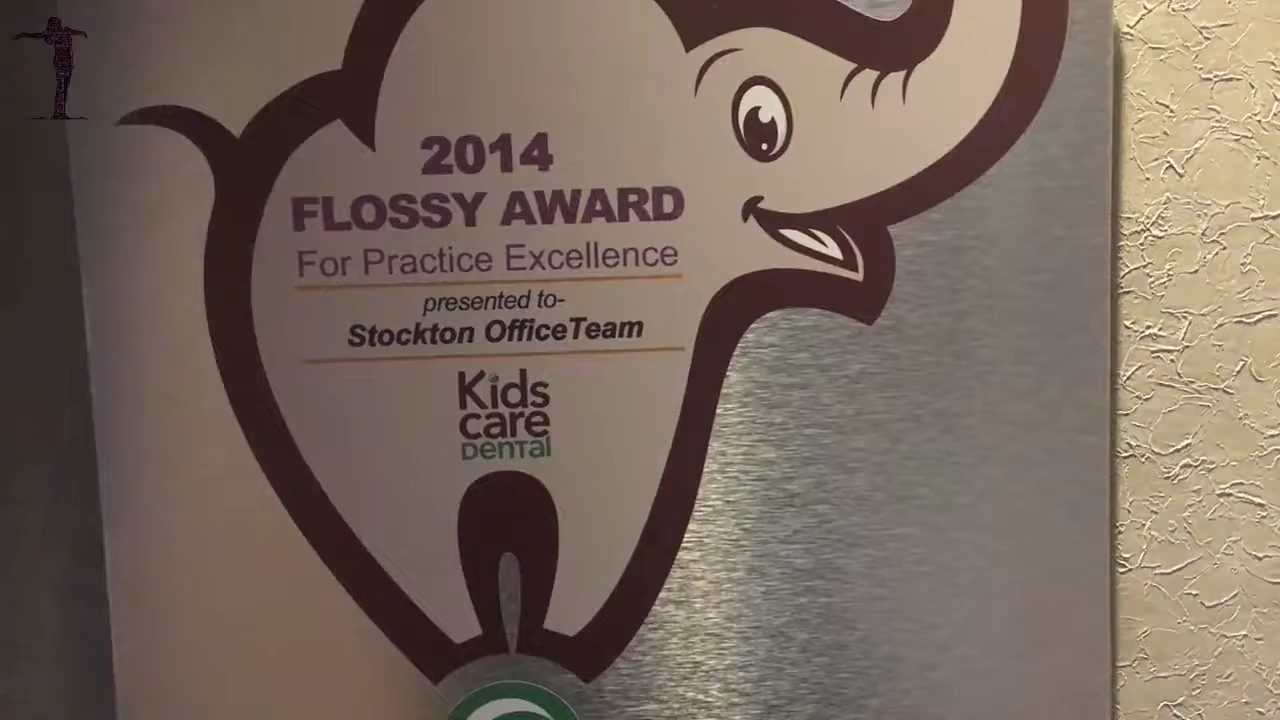 2014
FLOSSY AWARD
For Practice Excellence
presented to-
Stockton OfficeTeam
Kids
care
Dental